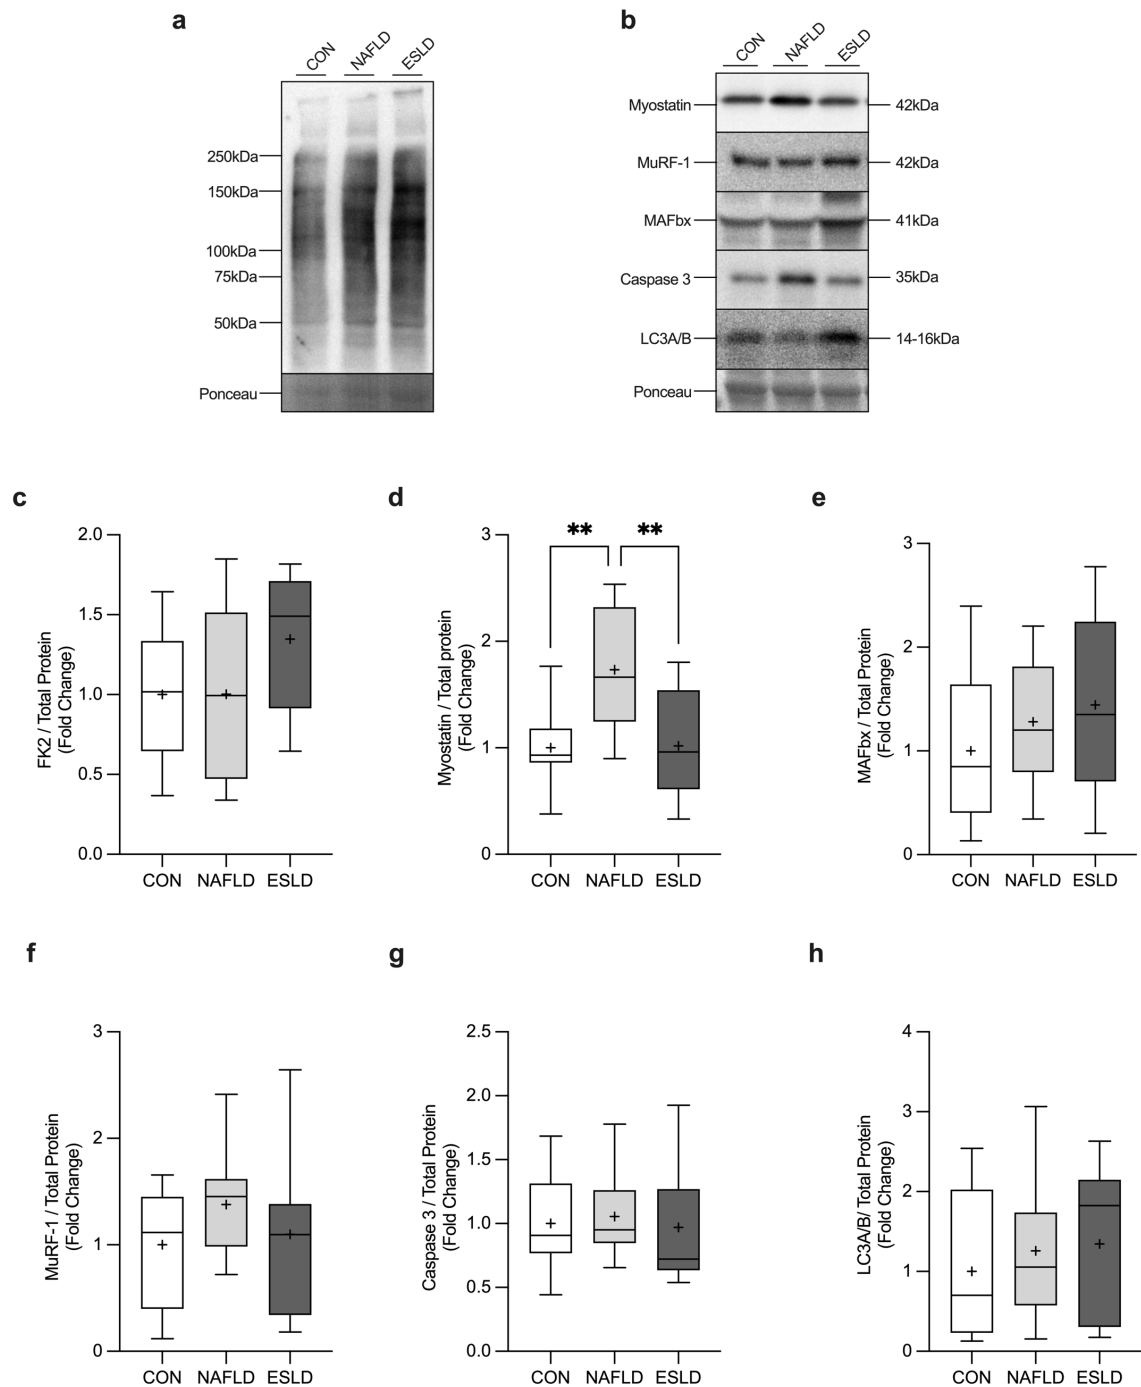 a
b
CON NAFLD ESLD
CON NAFLD ESLD
250kDa
150kDa
100kDa
75kDa
50kDa
Ponceau
Myostatin 42kDa
MuRF-1 42kDa
MAFbx 41kDa
Caspase 3 35kDa
LC3A/B 14-16kDa
Ponceau
c
FK2 / Total Protein
(Fold Change)
2.0
1.5
1.0
0.5
0.0
CON NAFLD ESLD
d
Myostatin / Total protein
(Fold Change)
3
2
1
0
** **
CON NAFLD ESLD
e
MAFbx / Total Protein
(Fold Change)
3
2
1
0
CON NAFLD ESLD
f
MuRF-1 / Total Protein
(Fold Change)
3
2
1
0
CON NAFLD ESLD
g
Caspase 3 / Total Protein
(Fold Change)
2.5
2.0
1.5
1.0
0.5
0.0
CON NAFLD ESLD
h
LC3A/B/ Total Protein
(Fold Change)
4
3
2
1
0
CON NAFLD ESLD